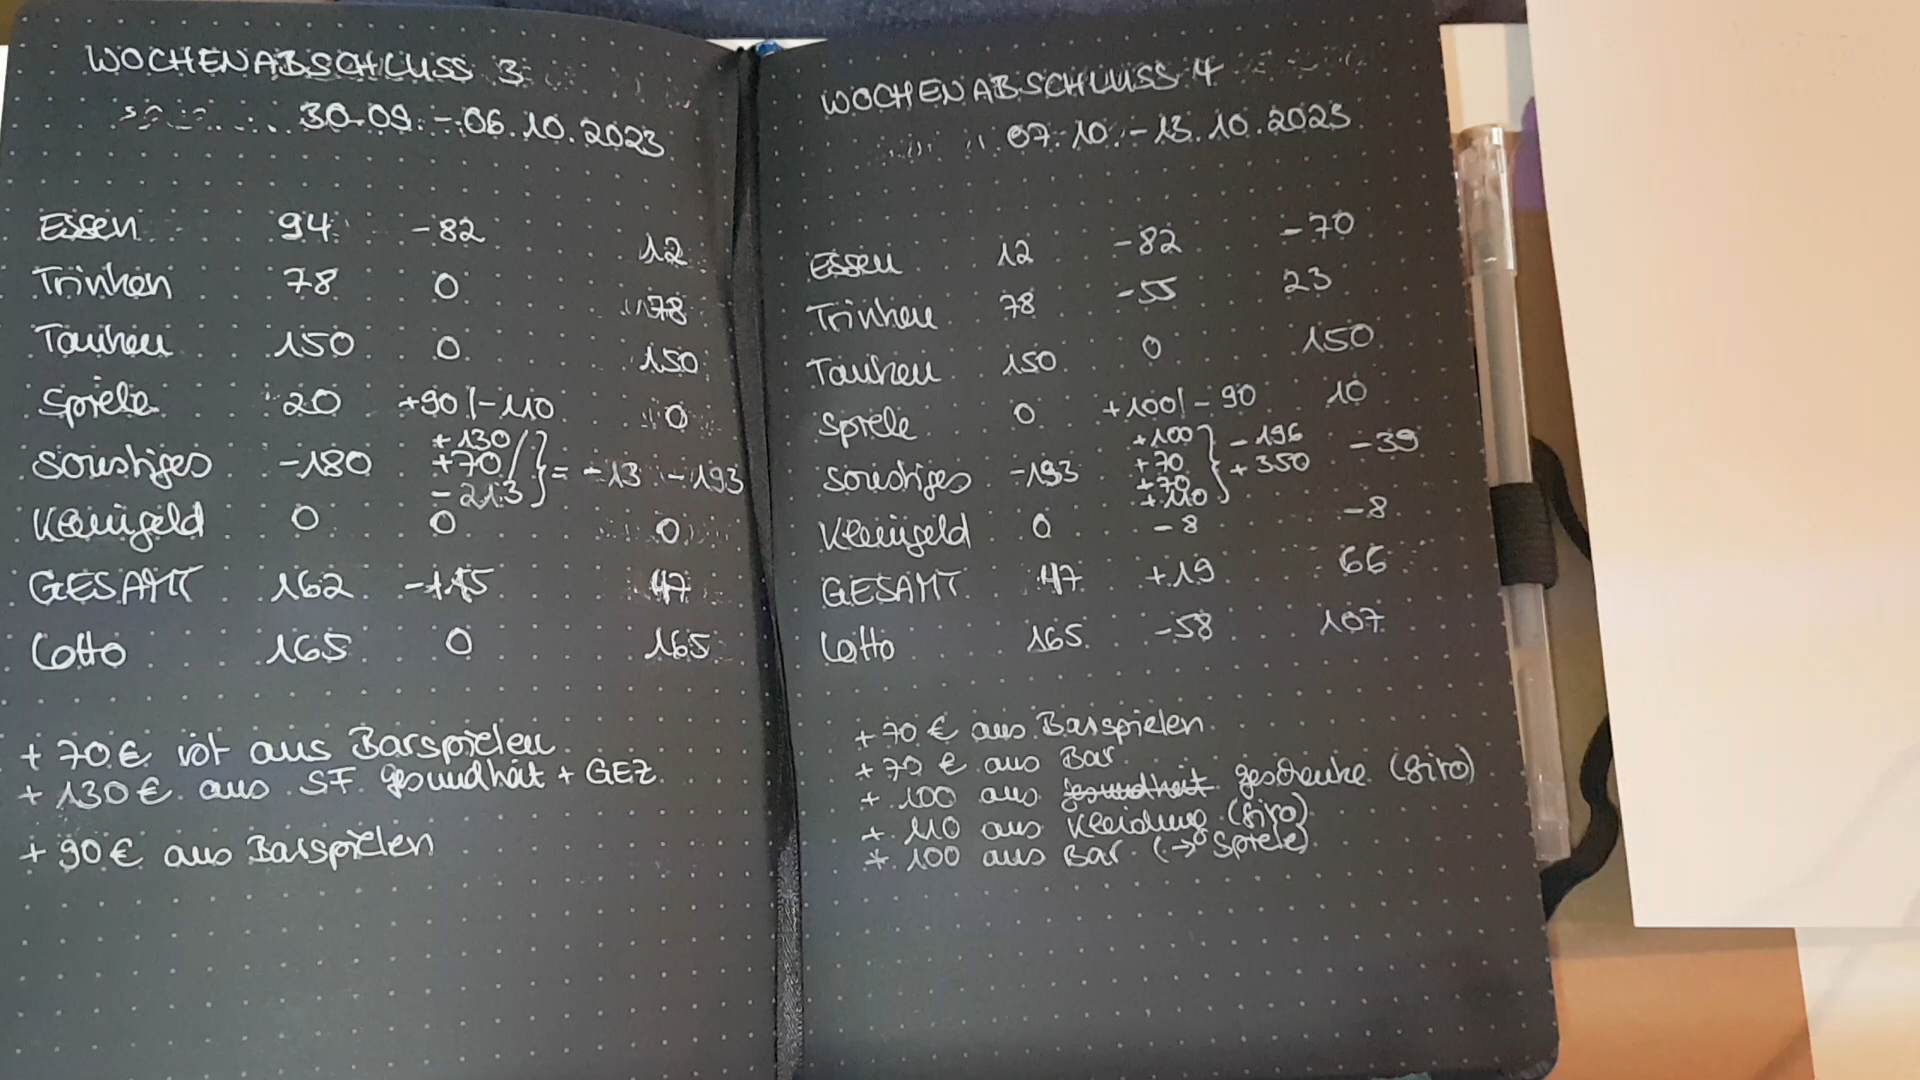 WOCHENABSCHLUSS 3
30.09. - 06.10.2023
Essen 94 -82 12
Trinken 78 0 78
Tanken 150 0 150
Spiele 20 +90/-110 0
+130/
Sonstiges -180 +70/ } = -13 -193
-213
Kleingeld 0 0 0
GESAMT 162 -115 47
Lotto 165 0 165
+ 70 € rot aus Barspielen
+ 130 € aus SF Gesundheit + GEZ
+ 90 € aus Barspielen
WOCHENABSCHLUSS 4
07.10. - 13.10.2023
Essen 12 -82 -70
Trinken 78 -55 23
Tanken 150 0 150
Spiele 0 +100/-90 10
+100 } -196
Sonstiges -193 +70 +350 -39
+70
+110
Kleingeld 0 -8 -8
GESAMT 47 +19 66
Lotto 165 -58 107
+ 70 € aus Barspielen
+ 70 € aus Bar
+ 100 aus Gesundheit Geschenke (Giro)
+ 110 aus Kleidung (Giro)
+ 100 aus Bar (→ Spiele)